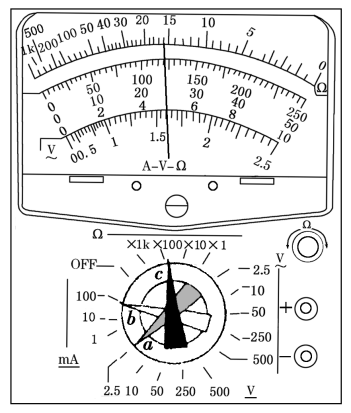 1k 500 200 100 50 40 30 20 15 10 5 0 Ω
0 50 100 150 200 250
0 10 20 30 40 50
0 2 4 6 8 10
V ~ 0 0.5 1 1.5 2 2.5
A-V-Ω
Ω
Ω ×1k ×100 ×10 ×1
OFF
c
b
a
100
10
1
mA
V ~
2.5
10
50
250
500
+
−
2.5 10 50 250 500 V